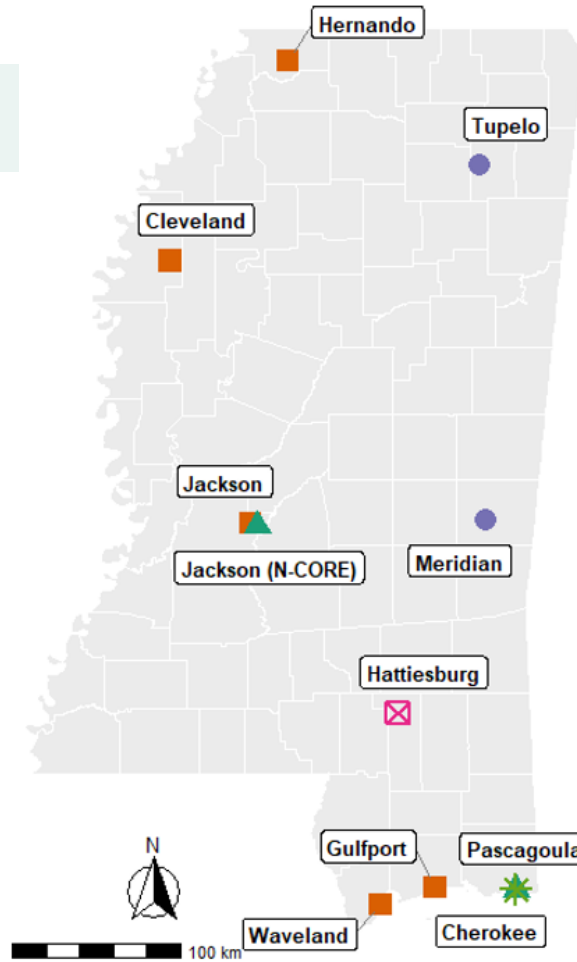 Hernando
Tupelo
Cleveland
Jackson
Jackson (N-CORE)
Meridian
Hattiesburg
Gulfport
Pascagoula
N
Waveland
Cherokee
100 km